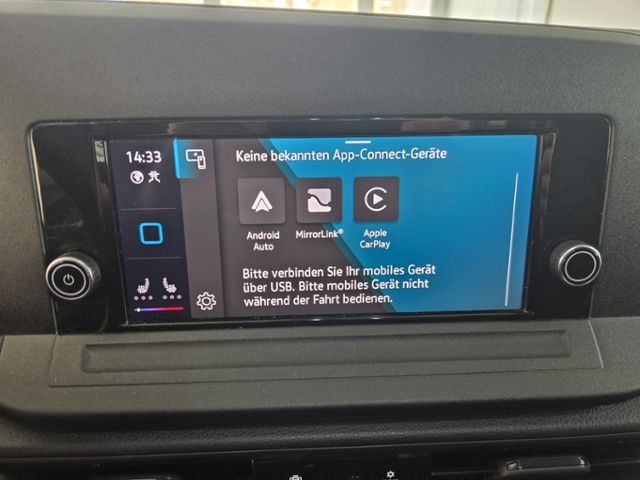 14:33
Keine bekannten App-Connect-Geräte
Android
Auto
MirrorLink®
Apple
CarPlay
Bitte verbinden Sie Ihr mobiles Gerät
über USB. Bitte mobiles Gerät nicht
während der Fahrt bedienen.